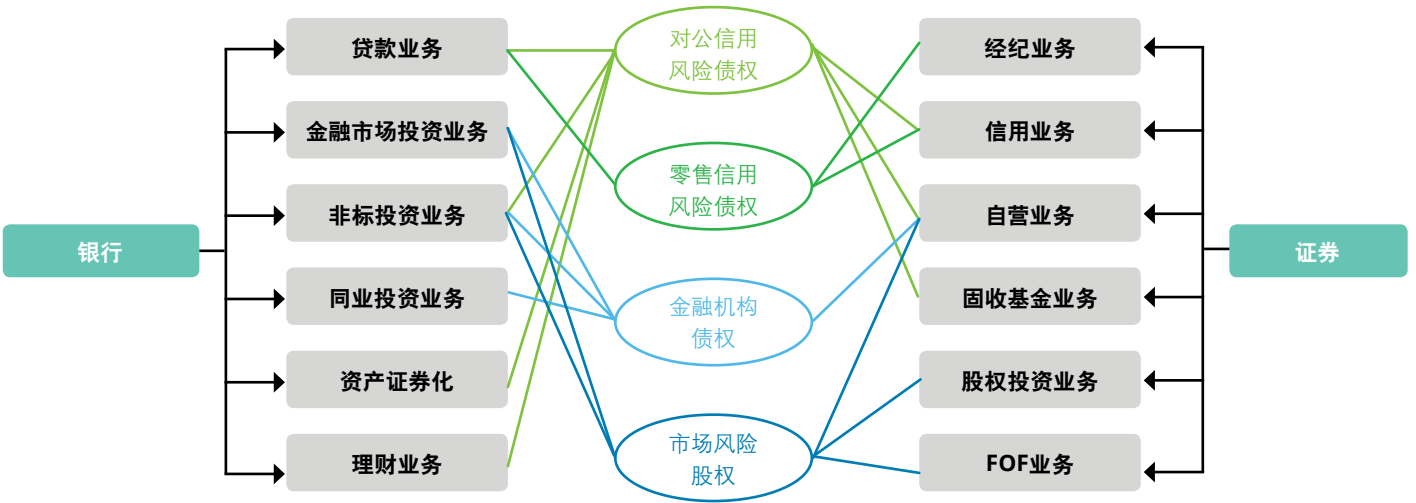 银行
贷款业务
金融市场投资业务
非标投资业务
同业投资业务
资产证券化
理财业务
对公信用
风险债权
零售信用
风险债权
金融机构
债权
市场风险
股权
经纪业务
信用业务
自营业务
固收基金业务
股权投资业务
FOF业务
证券